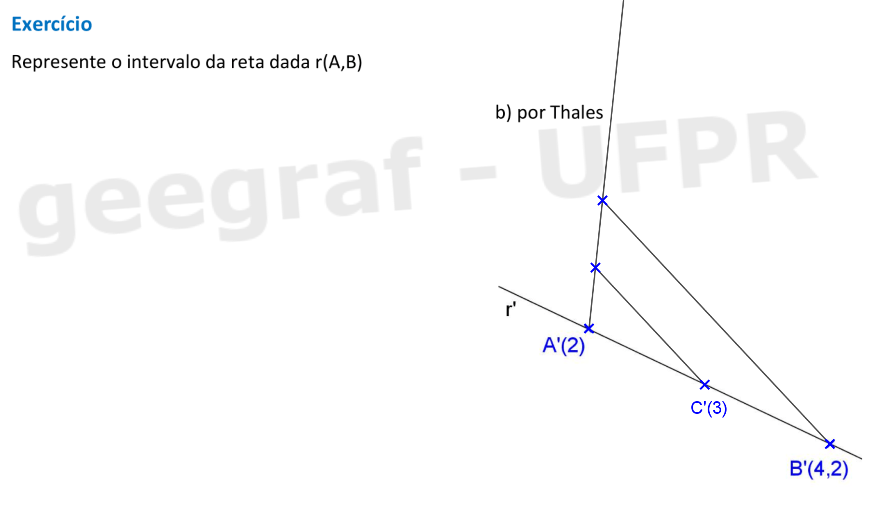 Exercício
Represente o intervalo da reta dada r(A,B)
b) por Thales
geegraf - UFPR
r'
A'(2)
C'(3)
B'(4,2)